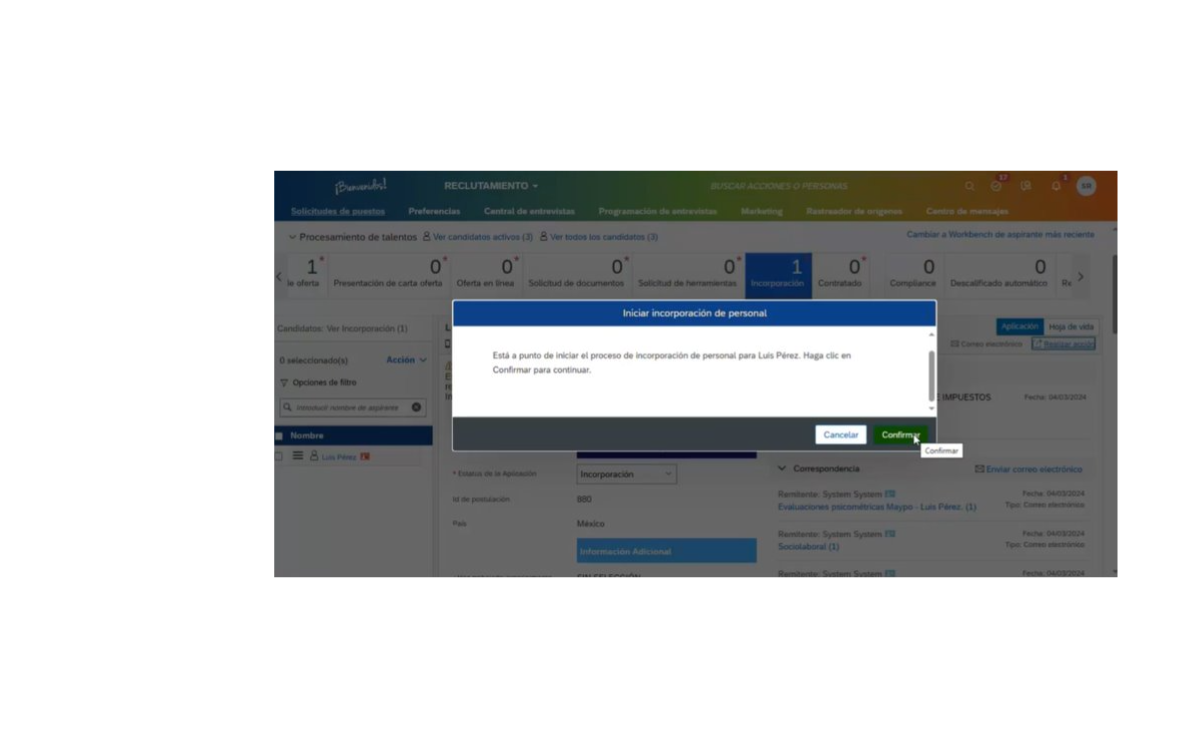 ¡Bienvenidos!
RECLUTAMIENTO
BUSCAR ACCIONES O PERSONAS
17
1
SR
Solicitudes de puestos
Preferencias
Central de entrevistas
Programación de entrevistas
Marketing
Rastreador de orígenes
Centro de mensajes
Procesamiento de talentos
Ver candidatos activos (3)
Ver todos los candidatos (3)
Cambiar a Workbench de aspirante más reciente
1*
0*
0*
0*
0*
1
0*
0
0
le oferta
Presentación de carta oferta
Oferta en línea
Solicitud de documentos
Solicitud de herramientas
Incorporación
Contratado
Compliance
Descalificado automático
Re
Iniciar incorporación de personal
Está a punto de iniciar el proceso de incorporación de personal para Luis Pérez. Haga clic en
Confirmar para continuar.
Cancelar
Confirmar
Confirmar
Candidatos: Ver Incorporación (1)
Aplicación
Hoja de vida
0 seleccionado(s)
Acción
Correo electrónico
Realizar acción
Opciones de filtro
Introducir nombre de aspirante
IMPUESTOS
Fecha: 04/03/2024
Nombre
Luis Pérez
* Estatus de la Aplicación
Incorporación
Id de postulación
880
País
México
Información Adicional
SIN SELECCIÓN
Correspondencia
Enviar correo electrónico
Remitente: System System
Fecha: 04/03/2024
Evaluaciones psicométricas Maypo - Luis Pérez. (1)
Tipo: Correo electrónico
Remitente: System System
Fecha: 04/03/2024
Sociolaboral (1)
Tipo: Correo electrónico
Remitente: System System
Fecha: 04/03/2024